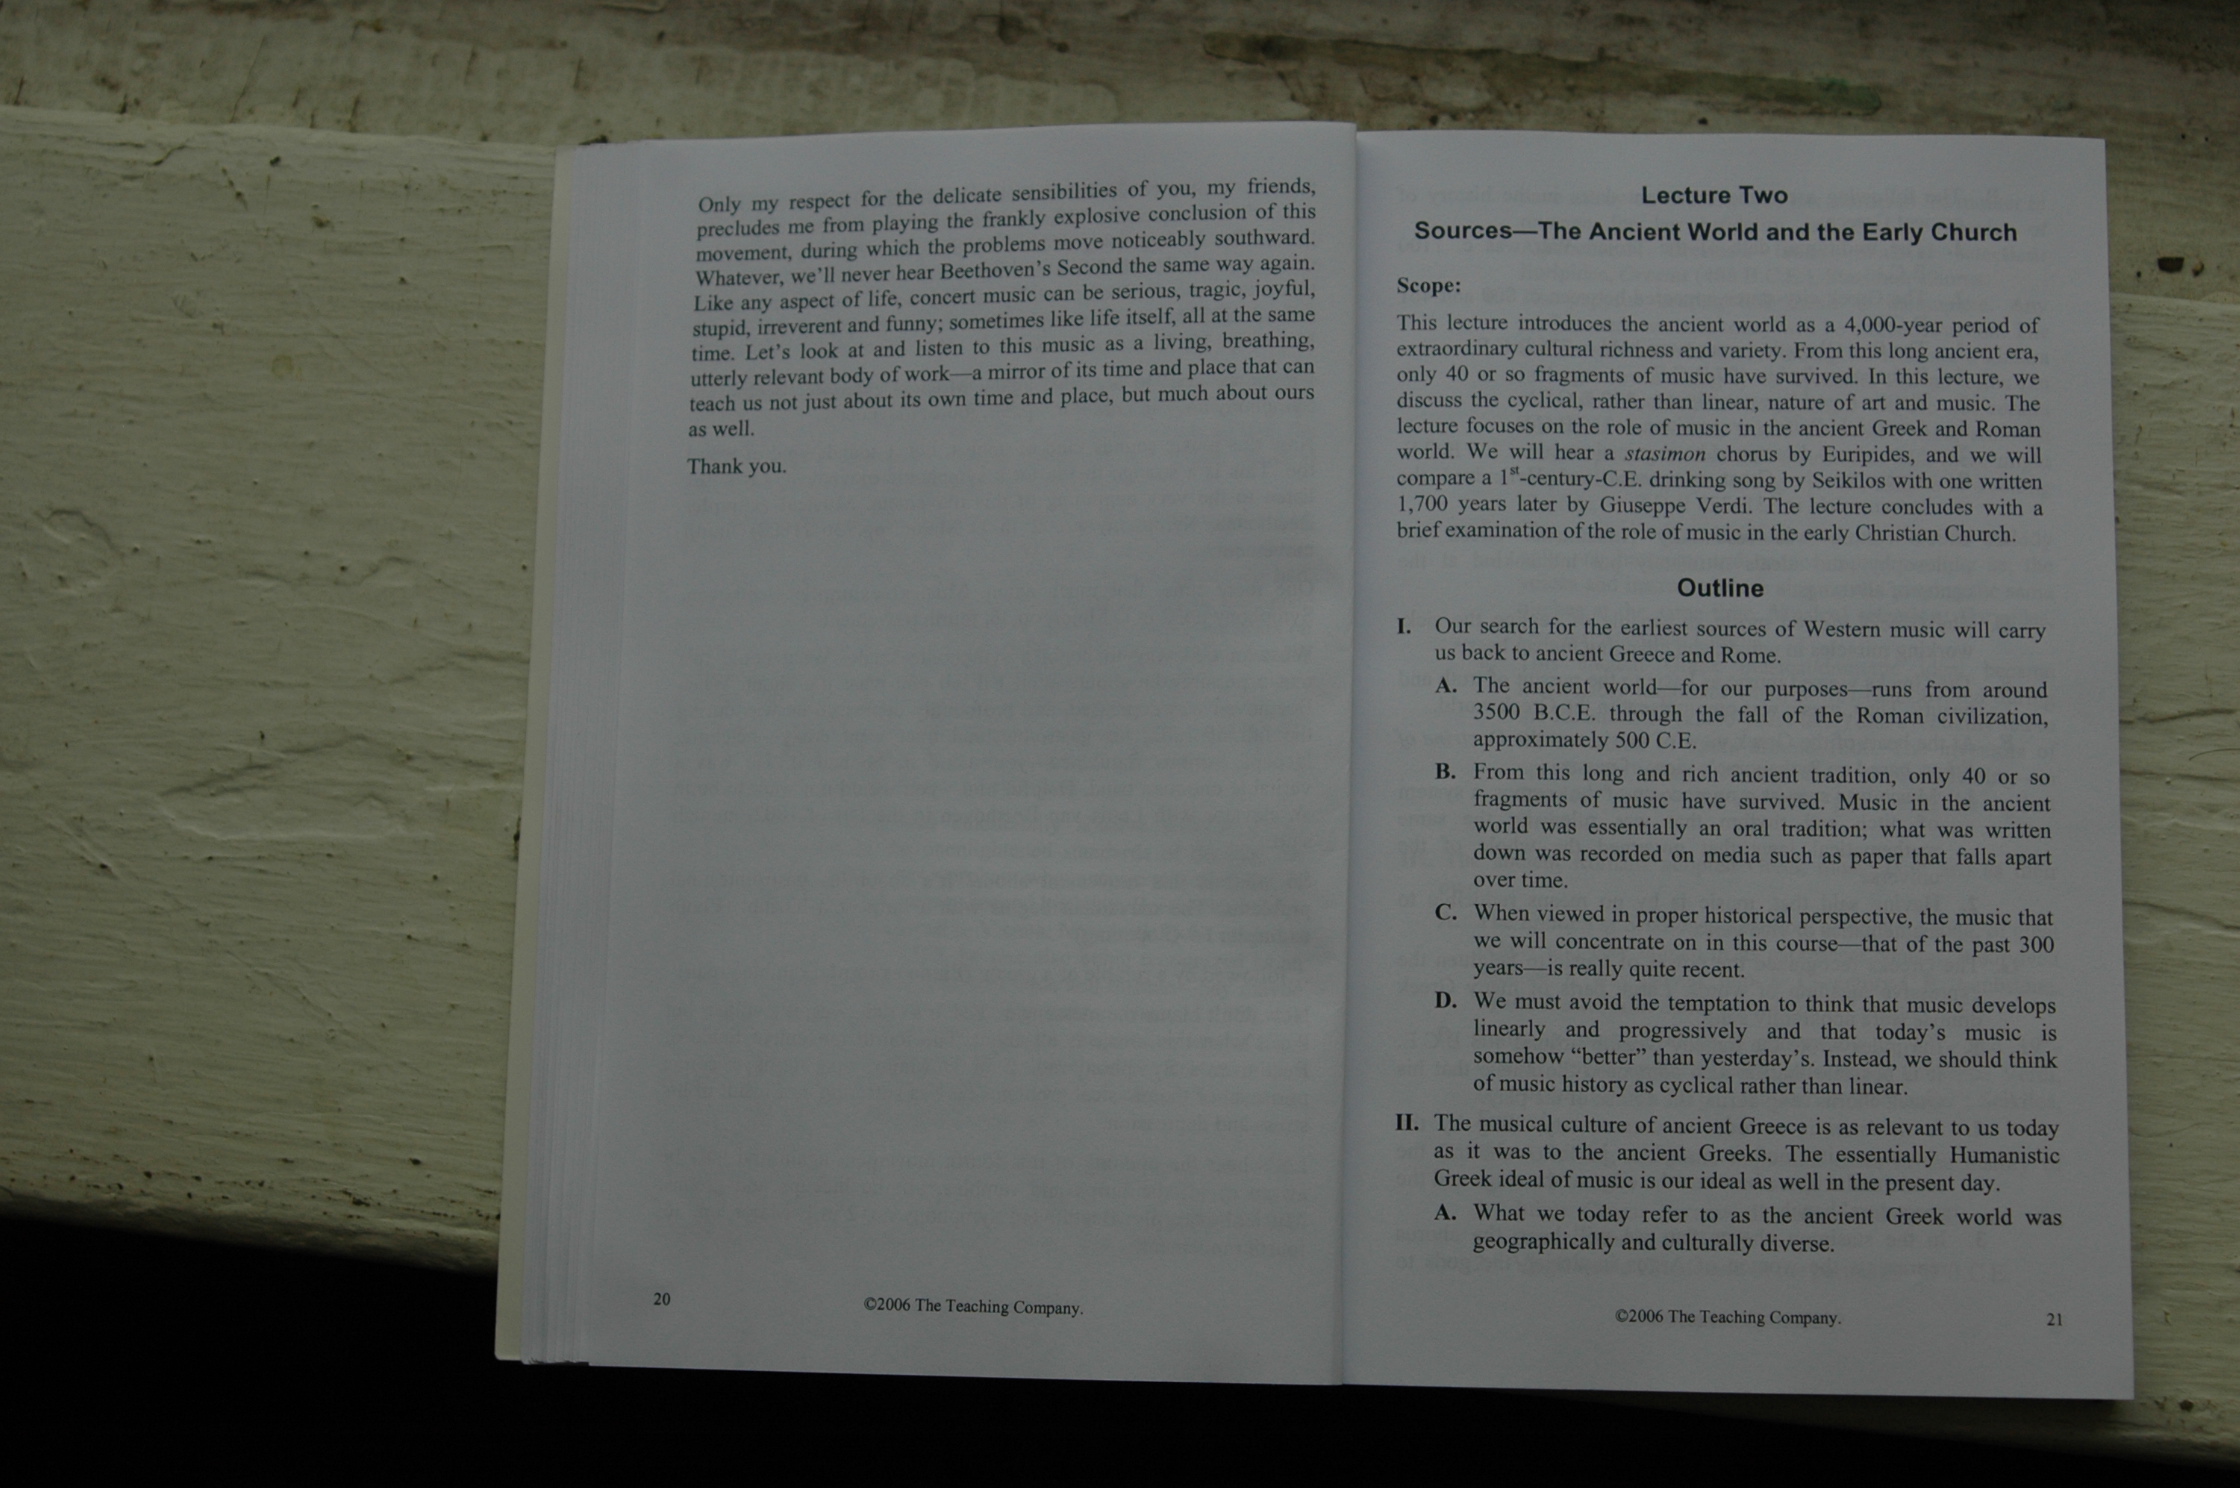 Only my respect for the delicate sensibilities of you, my friends,
precludes me from playing the frankly explosive conclusion of this
movement, during which the problems move noticeably southward.
Whatever, we'll never hear Beethoven's Second the same way again.
Like any aspect of life, concert music can be serious, tragic, joyful,
stupid, irreverent and funny; sometimes like life itself, all at the same
time. Let's look at and listen to this music as a living, breathing,
utterly relevant body of work—a mirror of its time and place that can
teach us not just about its own time and place, but much about ours
as well.
Thank you.
20
©2006 The Teaching Company.
Lecture Two
Sources—The Ancient World and the Early Church
Scope:
This lecture introduces the ancient world as a 4,000-year period of
extraordinary cultural richness and variety. From this long ancient era,
only 40 or so fragments of music have survived. In this lecture, we
discuss the cyclical, rather than linear, nature of art and music. The
lecture focuses on the role of music in the ancient Greek and Roman
world. We will hear a stasimon chorus by Euripides, and we will
compare a 1st-century-C.E. drinking song by Seikilos with one written
1,700 years later by Giuseppe Verdi. The lecture concludes with a
brief examination of the role of music in the early Christian Church.
Outline
I. Our search for the earliest sources of Western music will carry
us back to ancient Greece and Rome.
A. The ancient world—for our purposes—runs from around
3500 B.C.E. through the fall of the Roman civilization,
approximately 500 C.E.
B. From this long and rich ancient tradition, only 40 or so
fragments of music have survived. Music in the ancient
world was essentially an oral tradition; what was written
down was recorded on media such as paper that falls apart
over time.
C. When viewed in proper historical perspective, the music that
we will concentrate on in this course—that of the past 300
years—is really quite recent.
D. We must avoid the temptation to think that music develops
linearly and progressively and that today's music is
somehow “better” than yesterday's. Instead, we should think
of music history as cyclical rather than linear.
II. The musical culture of ancient Greece is as relevant to us today
as it was to the ancient Greeks. The essentially Humanistic
Greek ideal of music is our ideal as well in the present day.
A. What we today refer to as the ancient Greek world was
geographically and culturally diverse.
©2006 The Teaching Company.
21